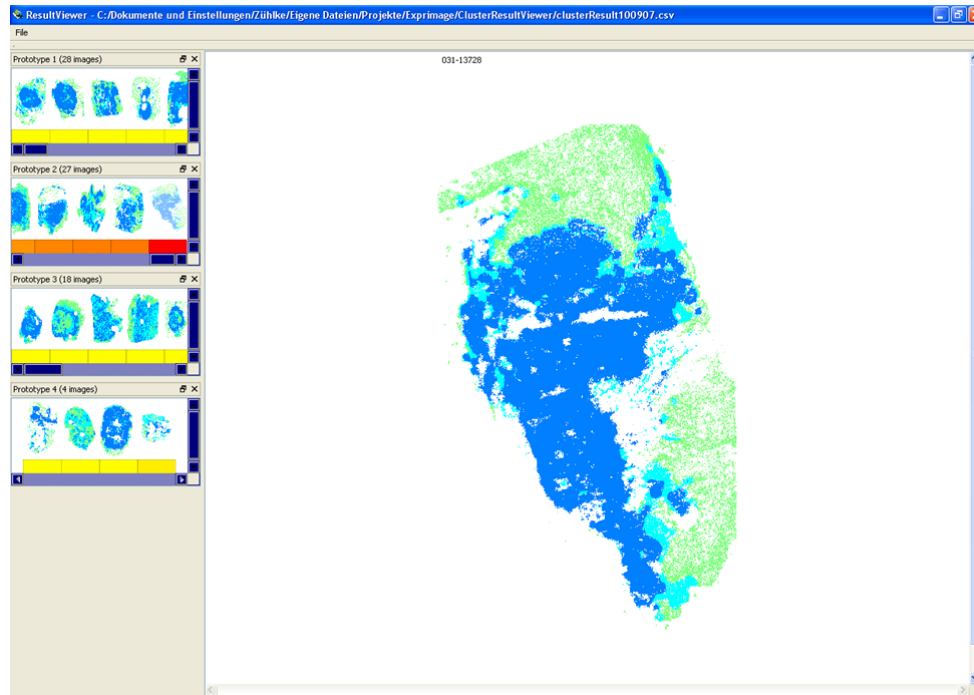 ResultViewer - C:/Dokumente und Einstellungen/Zühlke/Eigene Dateien/Projekte/Exprimage/ClusterResultViewer/clusterResult100907.csv
File
Prototype 1 (28 images)
031-13728
Prototype 2 (27 images)
Prototype 3 (18 images)
Prototype 4 (4 images)